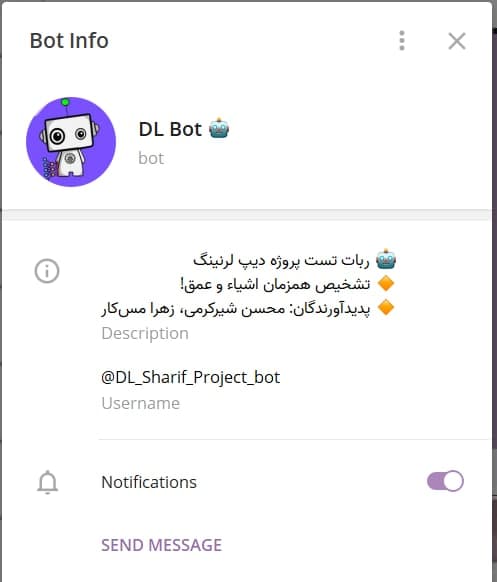 Bot Info
DL Bot 🤖
bot
🤖 ربات تست پروژه دیپ لرنینگ
🔶 تشخیص همزمان اشیاء و عمق!
🔶 پدیدآورندگان: محسن شیرکرمی، زهرا مس‌کار
Description
@DL_Sharif_Project_bot
Username
Notifications
SEND MESSAGE